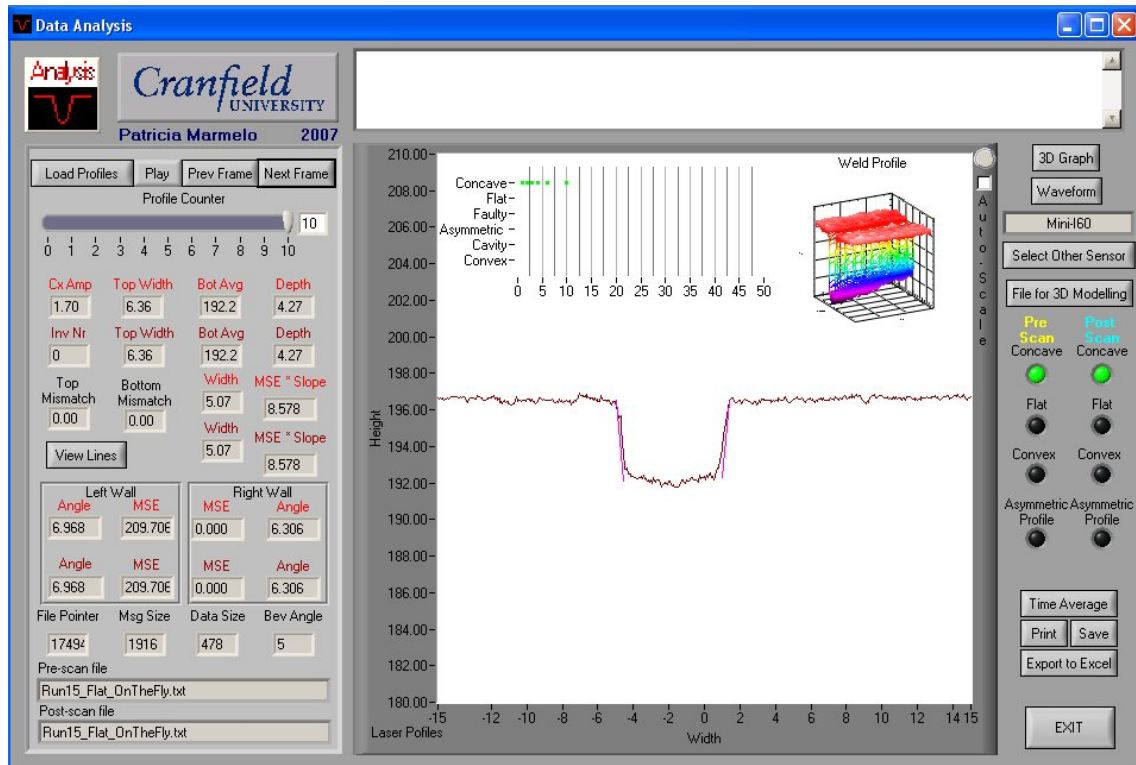 Data Analysis
Analysis
Cranfield
UNIVERSITY
Patricia Marmelo 2007
Load Profiles Play Prev Frame Next Frame
Profile Counter
10
0 1 2 3 4 5 6 7 8 9 10
Cx Amp Top Width Bot Avg Depth
1.70 6.36 192.2 4.27
Inv Nr Top Width Bot Avg Depth
0 6.36 192.2 4.27
Top Mismatch Bottom Mismatch Width MSE * Slope
0.00 0.00 5.07 8.578
Width MSE * Slope
5.07 8.578
View Lines
Left Wall Right Wall
Angle MSE MSE Angle
6.968 209.706 0.000 6.306
Angle MSE MSE Angle
6.968 209.706 0.000 6.306
File Pointer Msg Size Data Size Bev Angle
17494 1916 478 5
Pre-scan file
Run15_Flat_OnTheFly.txt
Post-scan file
Run15_Flat_OnTheFly.txt
210.00
208.00
206.00
204.00
202.00
200.00
198.00
196.00
194.00
192.00
190.00
188.00
186.00
184.00
182.00
180.00
Height
-15 -12 -10 -8 -6 -4 -2 0 2 4 6 8 10 12 14 15
Width
Laser Pofiles
Concave
Flat
Faulty
Asymmetric
Cavity
Convex
0 5 10 15 20 25 30 35 40 45 50
Weld Profile
Auto-Scale
3D Graph
Waveform
Mini-I60
Select Other Sensor
File for 3D Modelling
Pre Scan Post Scan
Concave Concave
Flat Flat
Convex Convex
Asymmetric Profile Asymmetric Profile
Time Average
Print Save
Export to Excel
EXIT